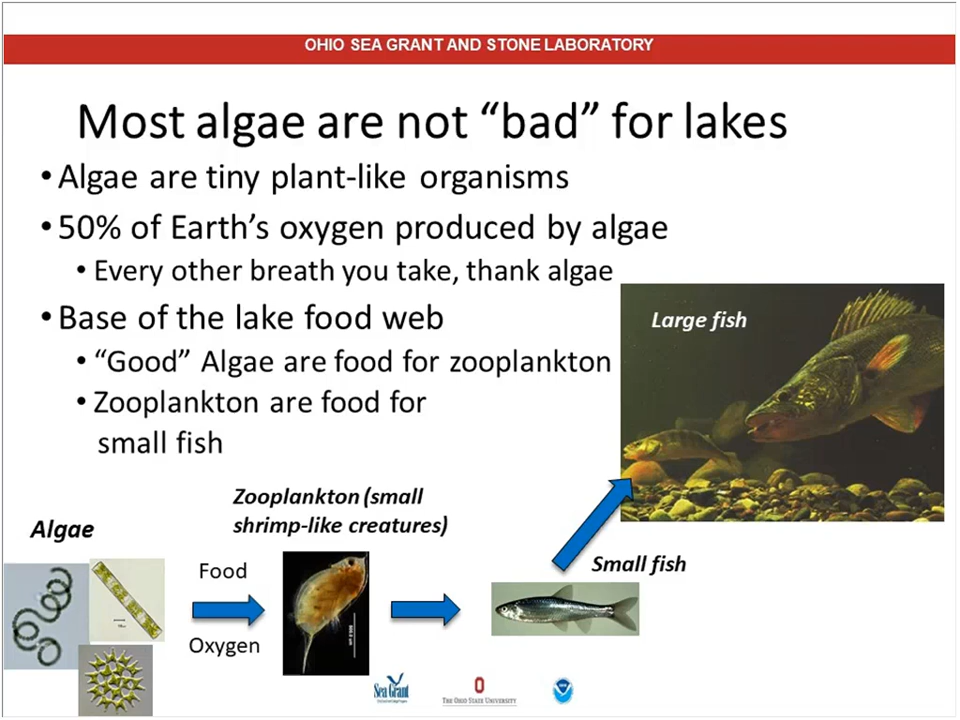 OHIO SEA GRANT AND STONE LABORATORY
Most algae are not “bad” for lakes
• Algae are tiny plant-like organisms
• 50% of Earth’s oxygen produced by algae
• Every other breath you take, thank algae
• Base of the lake food web
• “Good” Algae are food for zooplankton
• Zooplankton are food for
small fish
Large fish
Zooplankton (small
shrimp-like creatures)
Algae
Food
Oxygen
Small fish
Sea Grant
THE OHIO STATE UNIVERSITY